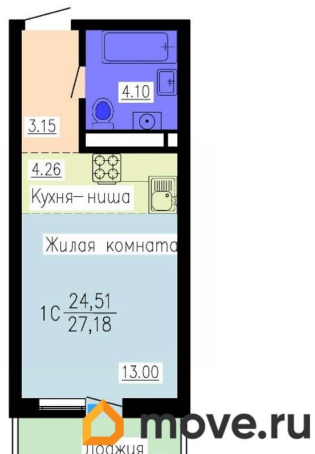 4.10
3.15
4.26
Кухня-ниша
Жилая комната
1С 24,51
27,18
13.00
move.ru
Лоджия